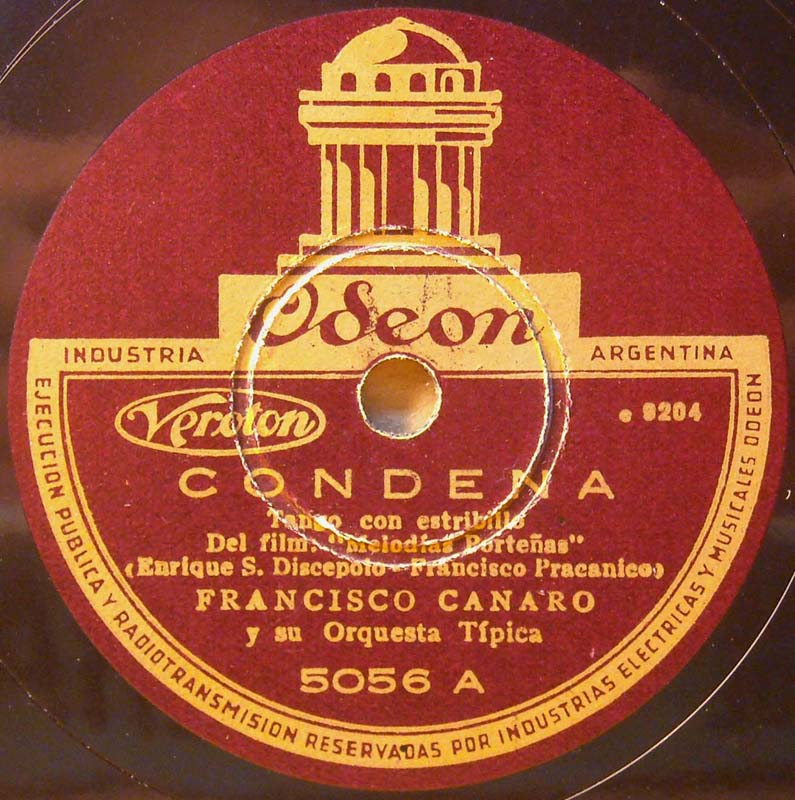 Odeon
INDUSTRIA ARGENTINA
Veroton
e 9204
CONDENA
Tango con estribillo
Del film: "Melodías Porteñas"
(Enrique S. Discepolo - Francisco Pracanico)
FRANCISCO CANARO
y su Orquesta Típica
5056 A
EJECUCION PUBLICA Y RADIOTRANSMISION RESERVADAS POR INDUSTRIAS ELECTRICAS Y MUSICALES ODEON